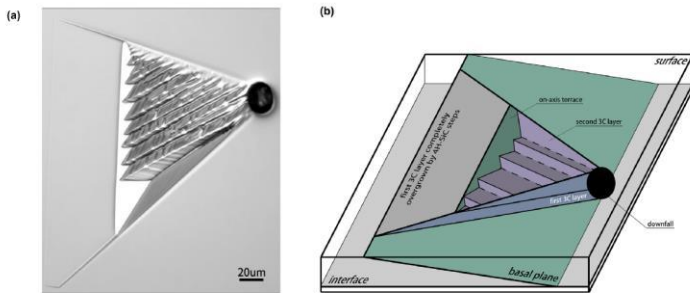 (a)
20um
(b)
surface
on-axis terrace
second 3C layer
first 3C layer completely
overgrown by 4H-SiC steps
first 3C layer
downfall
interface
basal plane